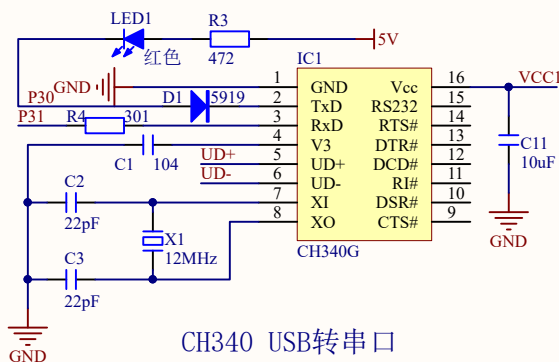 LED1
R3
红色
472
5V
IC1
GND
1
GND
Vcc
16
VCC1
P30
D1
5919
2
TxD
RS232
15
P31
R4
301
3
RxD
RTS#
14
4
V3
DTR#
13
C11
10uF
C1
104
UD+
5
UD+
DCD#
12
UD-
6
UD-
RI#
11
C2
22pF
7
XI
DSR#
10
8
XO
CTS#
9
X1
12MHz
CH340G
GND
C3
22pF
GND
CH340 USB转串口